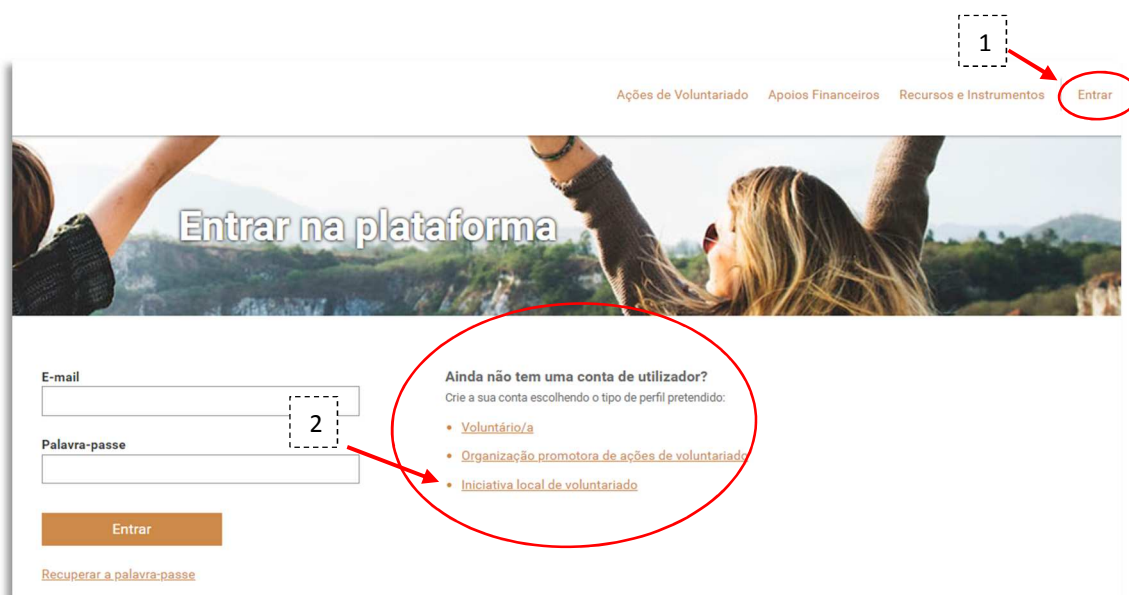 1
Ações de Voluntariado Apoios Financeiros Recursos e Instrumentos Entrar
Entrar na plataforma
E-mail
Palavra-passe
Entrar
Recuperar a palavra-passe
2
Ainda não tem uma conta de utilizador?
Crie a sua conta escolhendo o tipo de perfil pretendido:
Voluntário/a
Organização promotora de ações de voluntariado
Iniciativa local de voluntariado